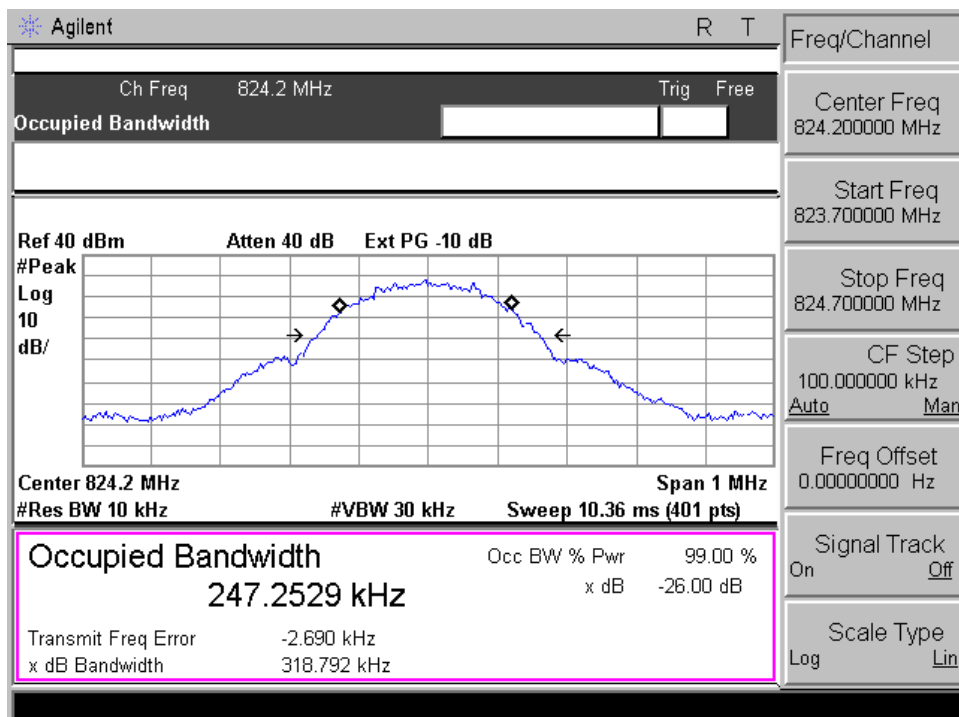 Agilent R T
Ch Freq 824.2 MHz Trig Free
Occupied Bandwidth
Ref 40 dBm Atten 40 dB Ext PG -10 dB
#Peak
Log
10
dB/
Center 824.2 MHz Span 1 MHz
#Res BW 10 kHz #VBW 30 kHz Sweep 10.36 ms (401 pts)
Occupied Bandwidth Occ BW % Pwr 99.00 %
247.2529 kHz x dB -26.00 dB
Transmit Freq Error -2.690 kHz
x dB Bandwidth 318.792 kHz
Freq/Channel
Center Freq
824.200000 MHz
Start Freq
823.700000 MHz
Stop Freq
824.700000 MHz
CF Step
100.000000 kHz
Auto Man
Freq Offset
0.00000000 Hz
Signal Track
On Off
Scale Type
Log Lin